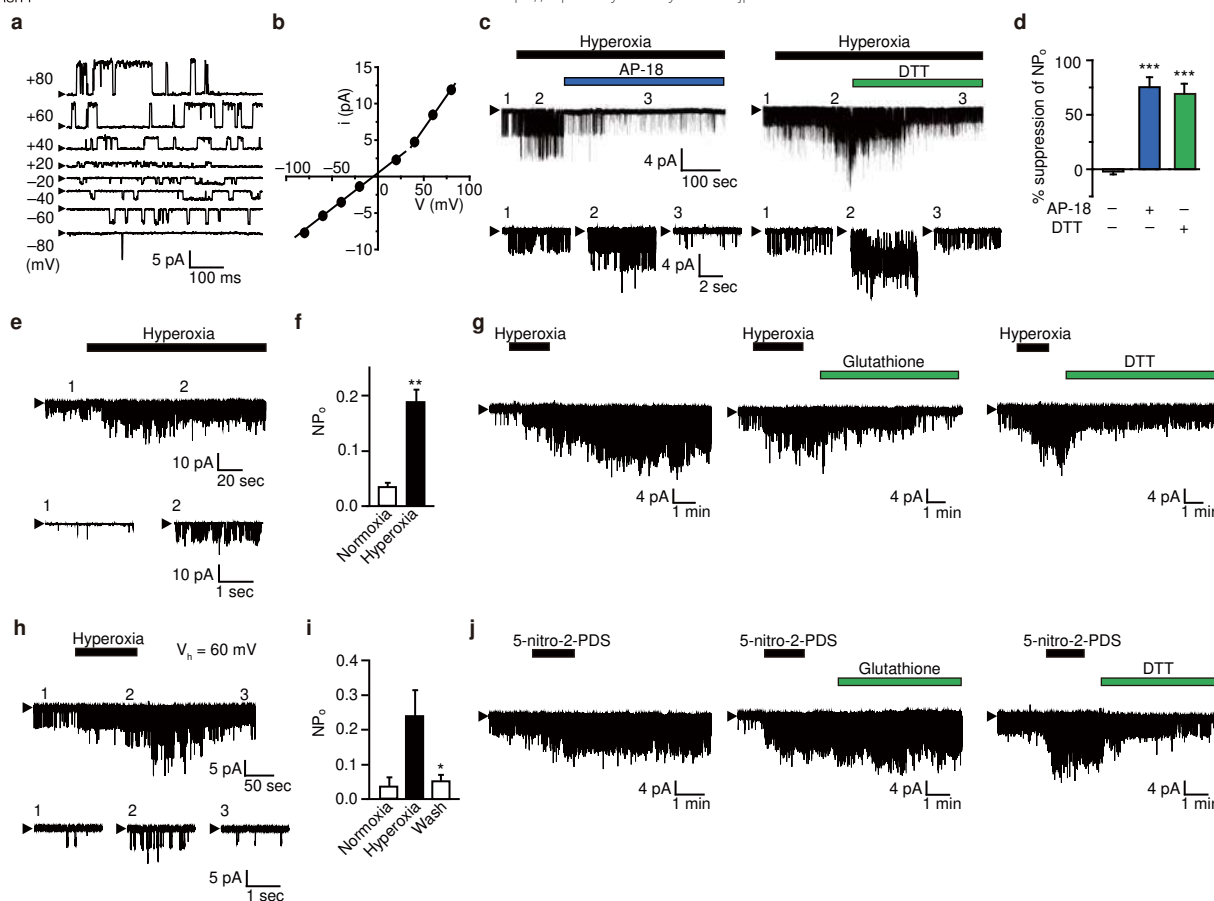 a
+80
+60
+40
+20
−20
−40
−60
−80
(mV)
5 pA
100 ms
b
15
10
5
i (pA)
−100
−50
0
50
100
V (mV)
−5
−10
c
Hyperoxia
AP-18
1
2
3
4 pA
100 sec
1
2
3
4 pA
2 sec
Hyperoxia
DTT
1
2
3
1
2
3
d
% suppression of NPo
100
50
0
***
***
AP-18
−
+
−
DTT
−
−
+
e
Hyperoxia
1
2
10 pA
20 sec
1
2
10 pA
1 sec
f
NPo
0.2
0.1
0.0
**
Normoxia
Hyperoxia
g
Hyperoxia
4 pA
1 min
Hyperoxia
Glutathione
4 pA
1 min
Hyperoxia
DTT
4 pA
1 min
h
Hyperoxia
Vh = 60 mV
1
2
3
5 pA
50 sec
1
2
3
5 pA
1 sec
i
NPo
0.4
0.3
0.2
0.1
0.0
*
Normoxia
Hyperoxia
Wash
j
5-nitro-2-PDS
4 pA
1 min
5-nitro-2-PDS
Glutathione
4 pA
1 min
5-nitro-2-PDS
DTT
4 pA
1 min